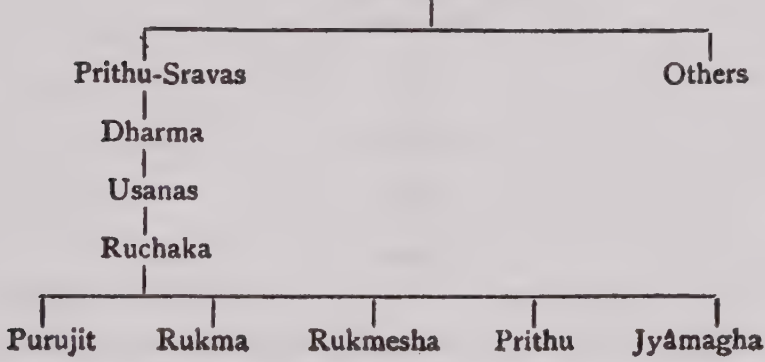 Prithu-Sravas Others
Dharma
Usanas
Ruchaka
Purujit Rukma Rukmesha Prithu Jyâmagha